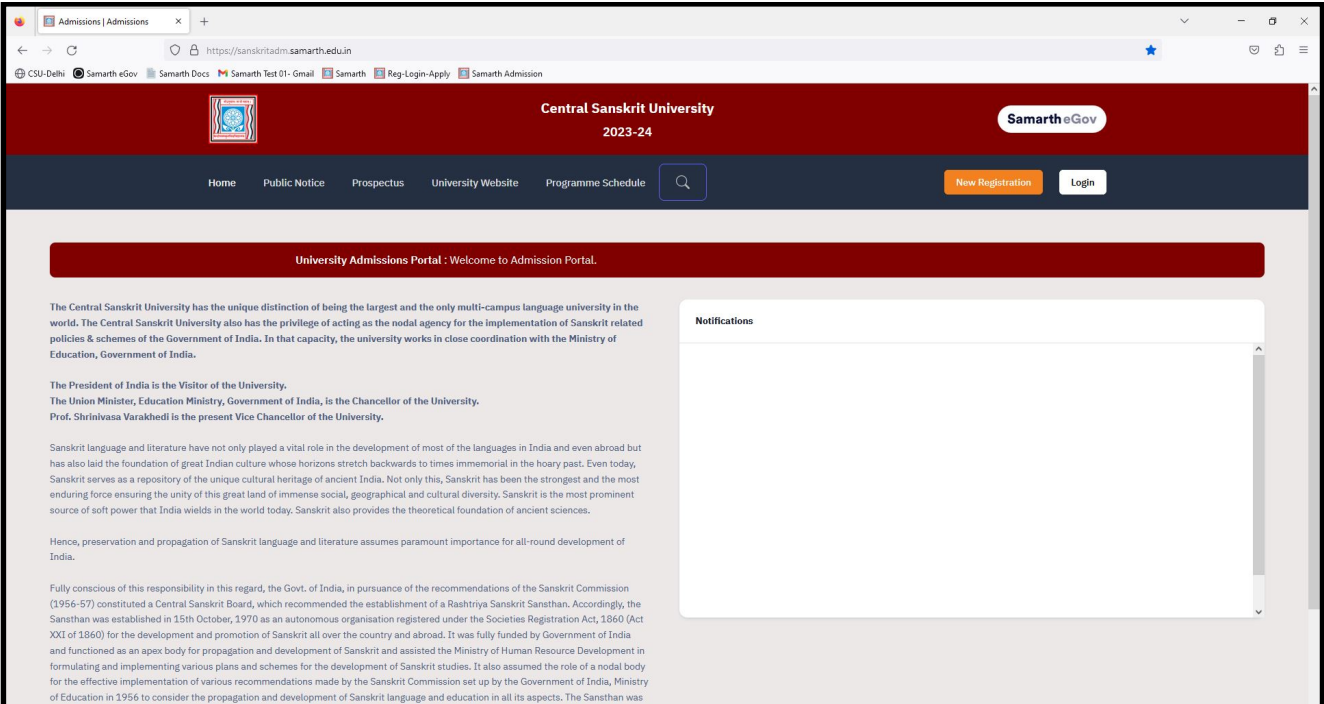 Admissions | Admissions
https://sanskritadm.samarth.edu.in
CSU-Delhi Samarth eGov Samarth Docs Samarth Test 01- Gmail Samarth Reg-Login-Apply Samarth Admission
Central Sanskrit University
2023-24
Samarth eGov
Home Public Notice Prospectus University Website Programme Schedule New Registration Login
University Admissions Portal : Welcome to Admission Portal.
The Central Sanskrit University has the unique distinction of being the largest and the only multi-campus language university in the
world. The Central Sanskrit University also has the privilege of acting as the nodal agency for the implementation of Sanskrit related
policies & schemes of the Government of India. In that capacity, the university works in close coordination with the Ministry of
Education, Government of India.
The President of India is the Visitor of the University.
The Union Minister, Education Ministry, Government of India, is the Chancellor of the University.
Prof. Shrinivasa Varakhedi is the present Vice Chancellor of the University.
Sanskrit language and literature have not only played a vital role in the development of most of the languages in India and even abroad but
has also laid the foundation of great Indian culture whose horizons stretch backwards to times immemorial in the hoary past. Even today,
Sanskrit serves as a repository of the unique cultural heritage of ancient India. Not only this, Sanskrit has been the strongest and the most
enduring force ensuring the unity of this great land of immense social, geographical and cultural diversity. Sanskrit is the most prominent
source of soft power that India wields in the world today. Sanskrit also provides the theoretical foundation of ancient sciences.
Hence, preservation and propagation of Sanskrit language and literature assumes paramount importance for all-round development of
India.
Fully conscious of this responsibility in this regard, the Govt. of India, in pursuance of the recommendations of the Sanskrit Commission
(1956-57) constituted a Central Sanskrit Board, which recommended the establishment of a Rashtriya Sanskrit Sansthan. Accordingly, the
Sansthan was established in 15th October, 1970 as an autonomous organisation registered under the Societies Registration Act, 1860 (Act
XXI of 1860) for the development and promotion of Sanskrit all over the country and abroad. It was fully funded by Government of India
and functioned as an apex body for propagation and development of Sanskrit and assisted the Ministry of Human Resource Development in
formulating and implementing various plans and schemes for the development of Sanskrit studies. It also assumed the role of a nodal body
for the effective implementation of various recommendations made by the Sanskrit Commission set up by the Government of India, Ministry
of Education in 1956 to consider the propagation and development of Sanskrit language and education in all its aspects. The Sansthan was
Notifications